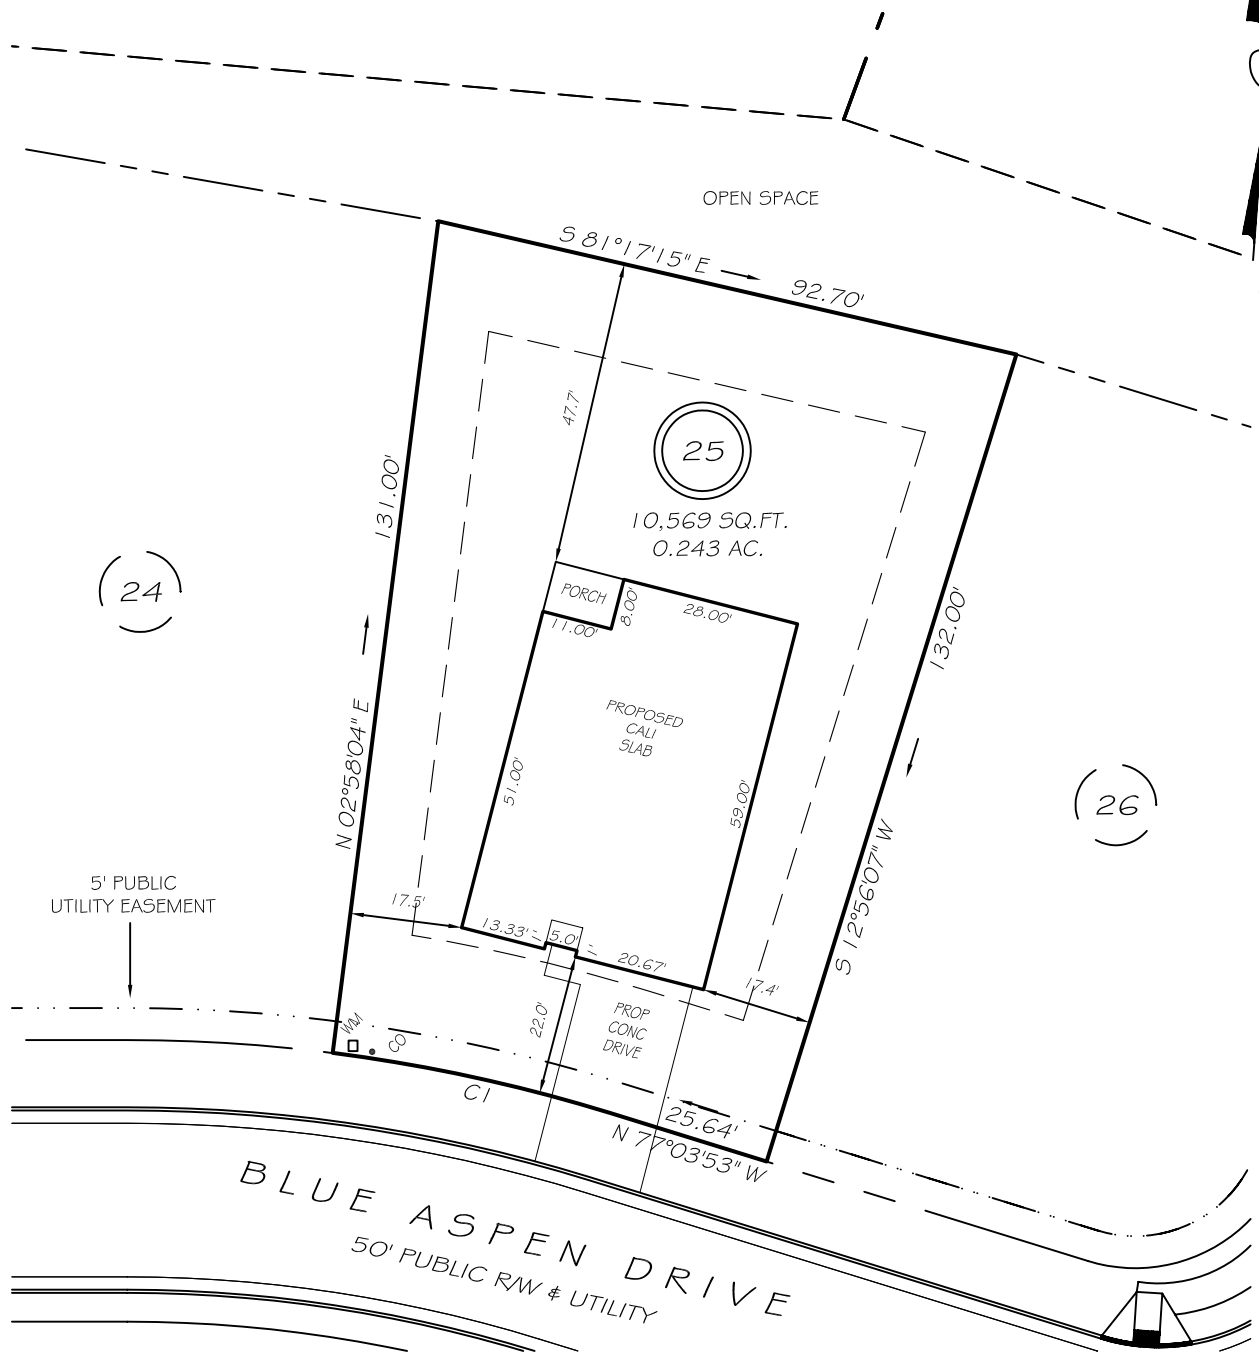 OPEN SPACE
S 81°17'15" E
92.70'
47.7'
25
10,569 SQ.FT.
0.243 AC.
131.00'
24
PORCH
8.00'
28.00'
11.00'
132.00'
PROPOSED
CALI
SLAB
51.00'
59.00'
N 02°58'04" E
26
S 12°56'07" W
5' PUBLIC
UTILITY EASEMENT
17.5'
13.33'
5.0'
20.67'
17.4'
22.0'
PROP
CONC
DRIVE
WM
CO
C1
25.64'
N 77°03'53" W
BLUE ASPEN DRIVE
50' PUBLIC R/W & UTILITY